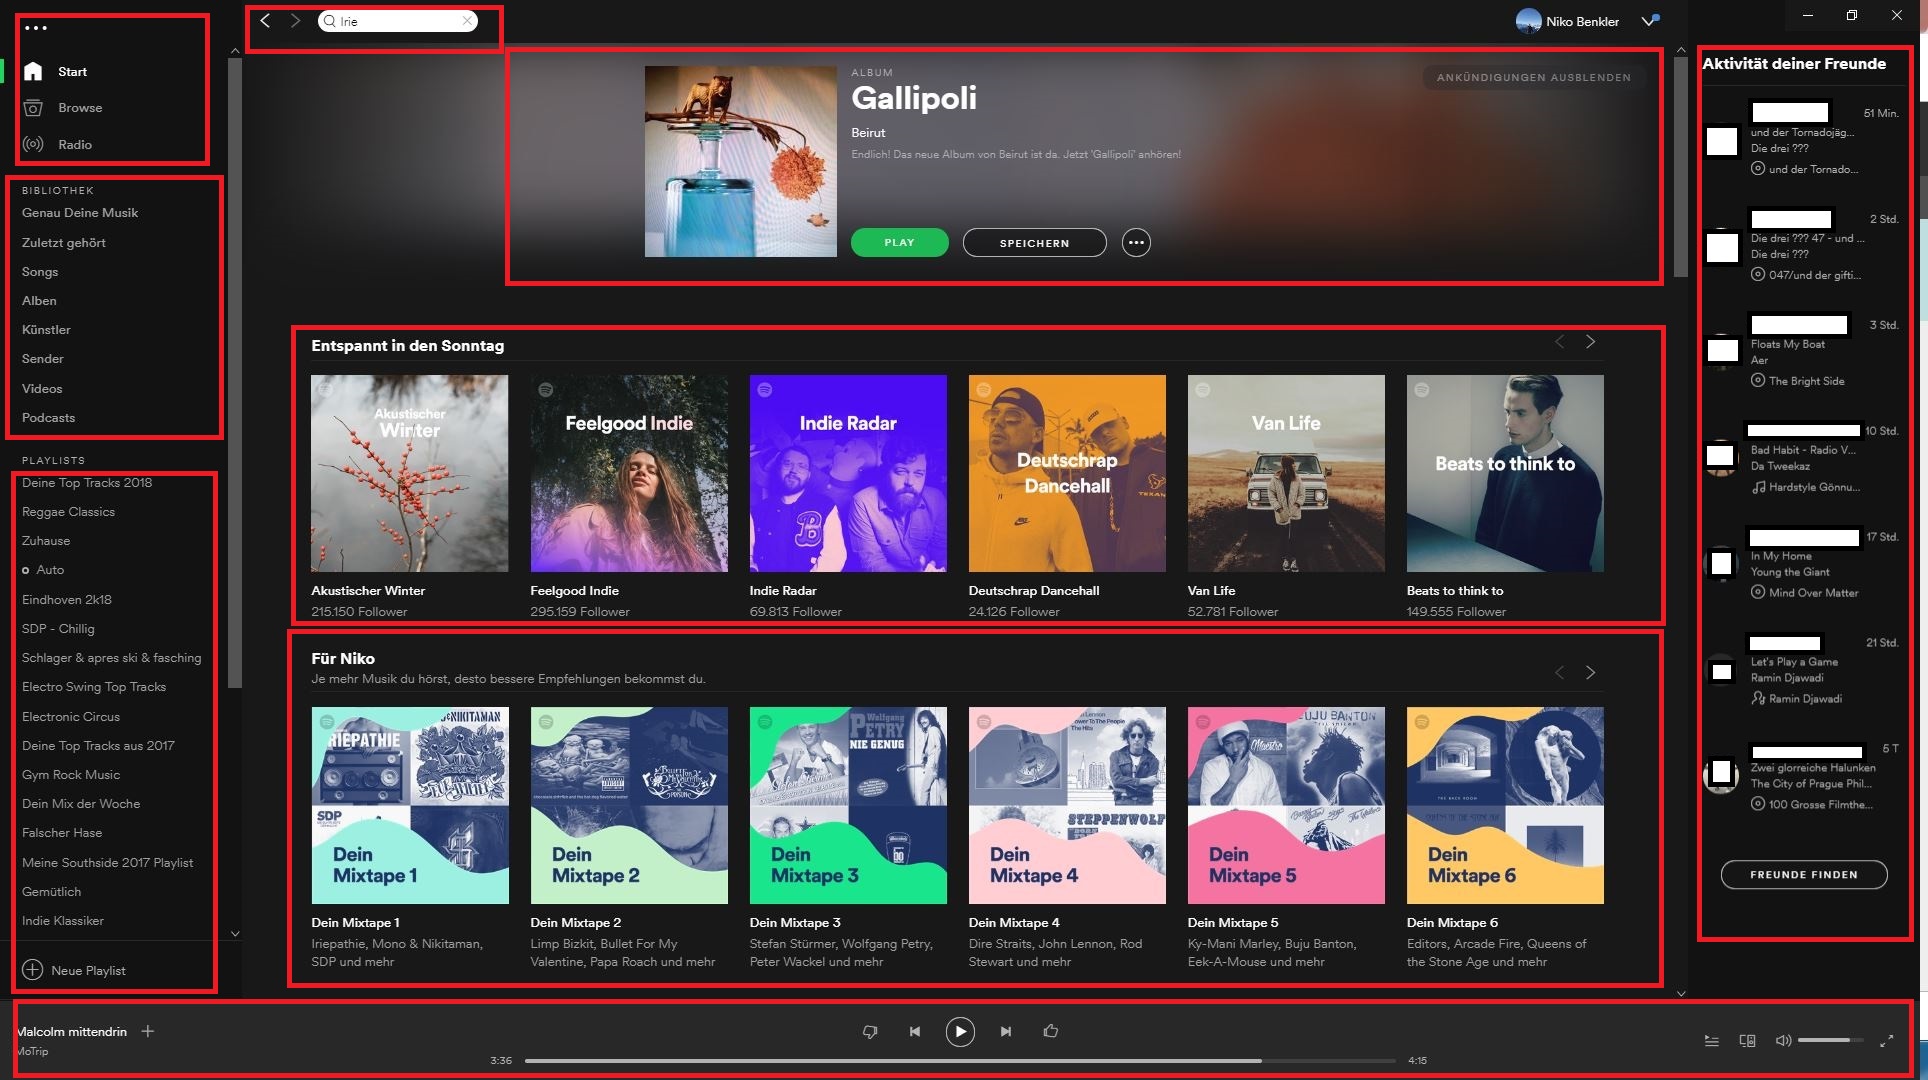 Start
Browse
Radio
BIBLIOTHEK
Genau Deine Musik
Zuletzt gehört
Songs
Alben
Künstler
Sender
Videos
Podcasts
PLAYLISTS
Deine Top Tracks 2018
Reggae Classics
Zuhause
Auto
Eindhoven 2k18
SDP - Chillig
Schlager & apres ski & fasching
Electro Swing Top Tracks
Electronic Circus
Deine Top Tracks aus 2017
Gym Rock Music
Dein Mix der Woche
Falscher Hase
Meine Southside 2017 Playlist
Gemütlich
Indie Klassiker
Neue Playlist
Irie
Niko Benkler
ALBUM
ANKÜNDIGUNGEN AUSBLENDEN
Gallipoli
Beirut
Endlich! Das neue Album von Beirut ist da. Jetzt 'Gallipoli' anhören!
PLAY
SPEICHERN
Entspannt in den Sonntag
Akustischer
Winter
Feelgood Indie
Indie Radar
Deutschrap
Dancehall
Van Life
Beats to think to
Akustischer Winter
215.150 Follower
Feelgood Indie
295.159 Follower
Indie Radar
69.813 Follower
Deutschrap Dancehall
24.126 Follower
Van Life
52.781 Follower
Beats to think to
149.555 Follower
Für Niko
Je mehr Musik du hörst, desto bessere Empfehlungen bekommst du.
SDP
Dein
Mixtape 1
Dein
Mixtape 2
Wolfgang
PETRY
NIE GENUG
Dein
Mixtape 3
STEPPENWOLF
Dein
Mixtape 4
BUJU BANTON
Maestro
Dein
Mixtape 5
Dein
Mixtape 6
Dein Mixtape 1
Iriepathie, Mono & Nikitaman,
SDP und mehr
Dein Mixtape 2
Limp Bizkit, Bullet For My
Valentine, Papa Roach und mehr
Dein Mixtape 3
Stefan Stürmer, Wolfgang Petry,
Peter Wackel und mehr
Dein Mixtape 4
Dire Straits, John Lennon, Rod
Stewart und mehr
Dein Mixtape 5
Ky-Mani Marley, Buju Banton,
Eek-A-Mouse und mehr
Dein Mixtape 6
Editors, Arcade Fire, Queens of
the Stone Age und mehr
Aktivität deiner Freunde
51 Min.
und der Tornadojäg...
Die drei ???
und der Tornado...
2 Std.
Die drei ??? 47 - und ...
Die drei ???
047/und der gifti...
3 Std.
Floats My Boat
Aer
The Bright Side
10 Std.
Bad Habit - Radio V...
Da Tweekaz
Hardstyle Gönnu...
17 Std.
In My Home
Young the Giant
Mind Over Matter
21 Std.
Let's Play a Game
Ramin Djawadi
Ramin Djawadi
5 T
Zwei glorreiche Halunken
The City of Prague Phil...
100 Grosse Filmthe...
FREUNDE FINDEN
Malcolm mittendrin
MoTrip
3:36
4:15